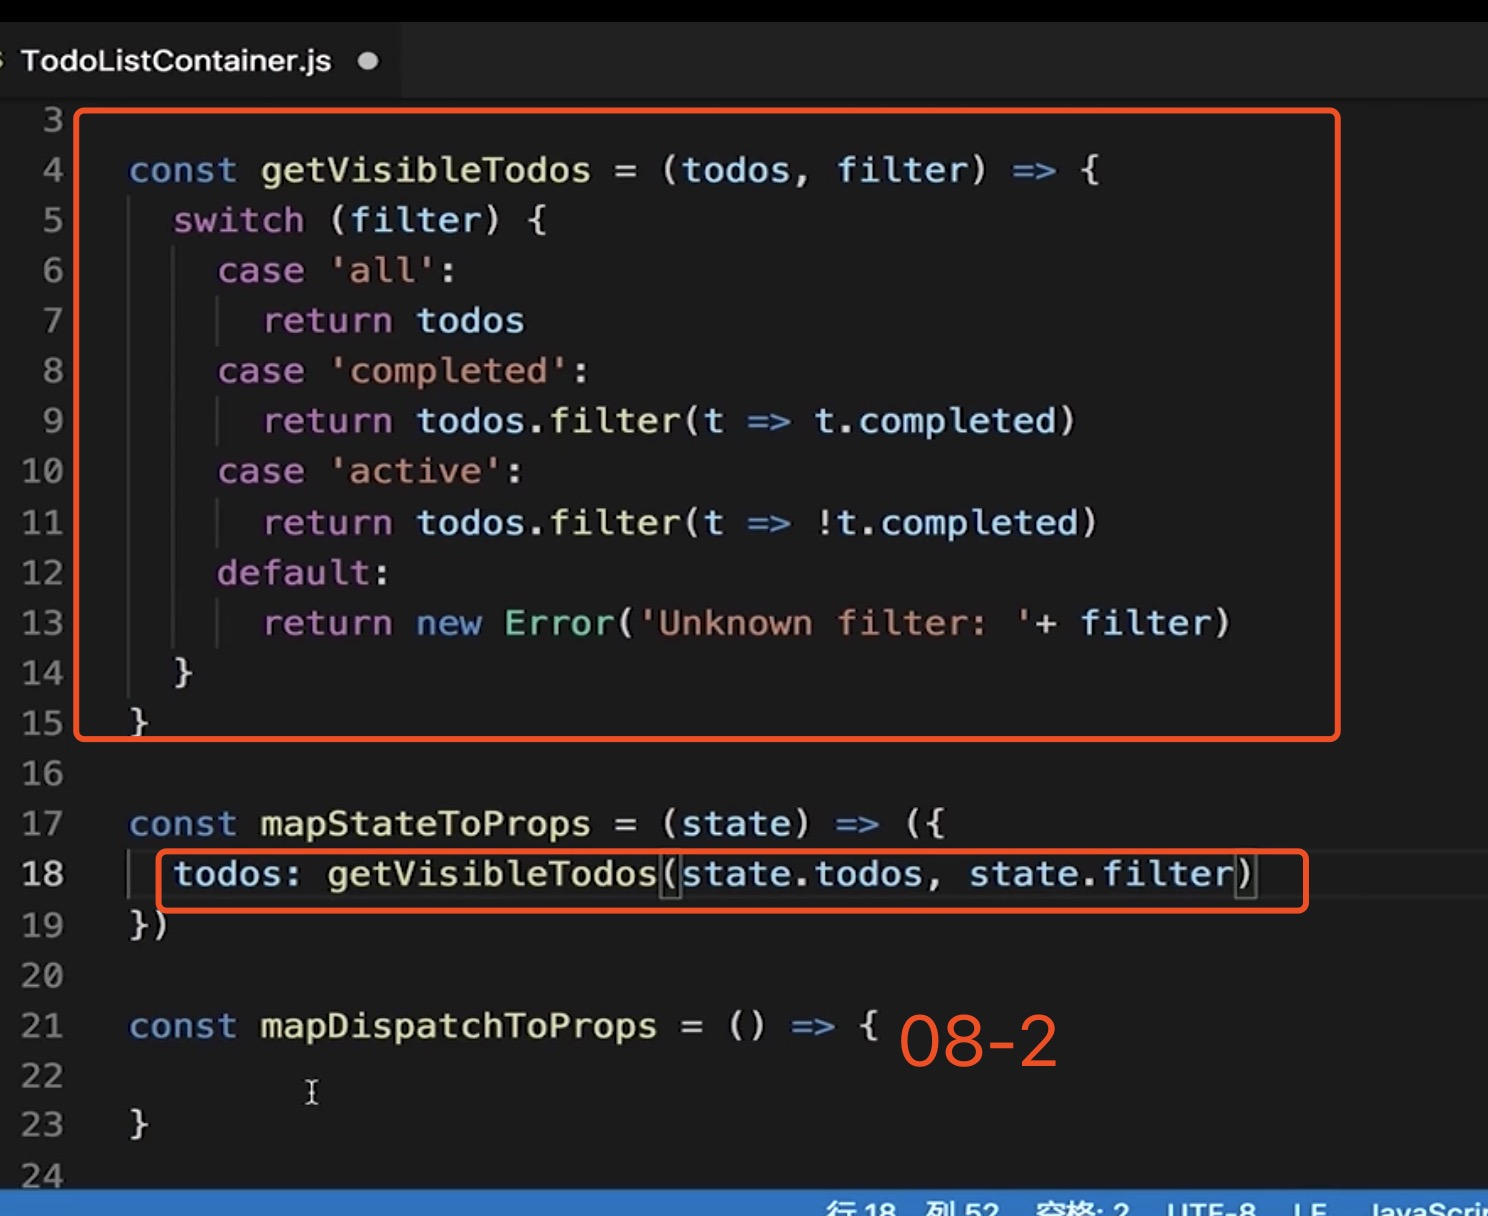 TodoListContainer.js
3
4 const getVisibleTodos = (todos, filter) => {
5 switch (filter) {
6 case 'all':
7 return todos
8 case 'completed':
9 return todos.filter(t => t.completed)
10 case 'active':
11 return todos.filter(t => !t.completed)
12 default:
13 return new Error('Unknown filter: '+ filter)
14 }
15 }
16
17 const mapStateToProps = (state) => ({
18 todos: getVisibleTodos(state.todos, state.filter)
19 })
20
21 const mapDispatchToProps = () => {
08-2
22
23 }
24
行 18 列 52 空格: 2 UTF-8 LF